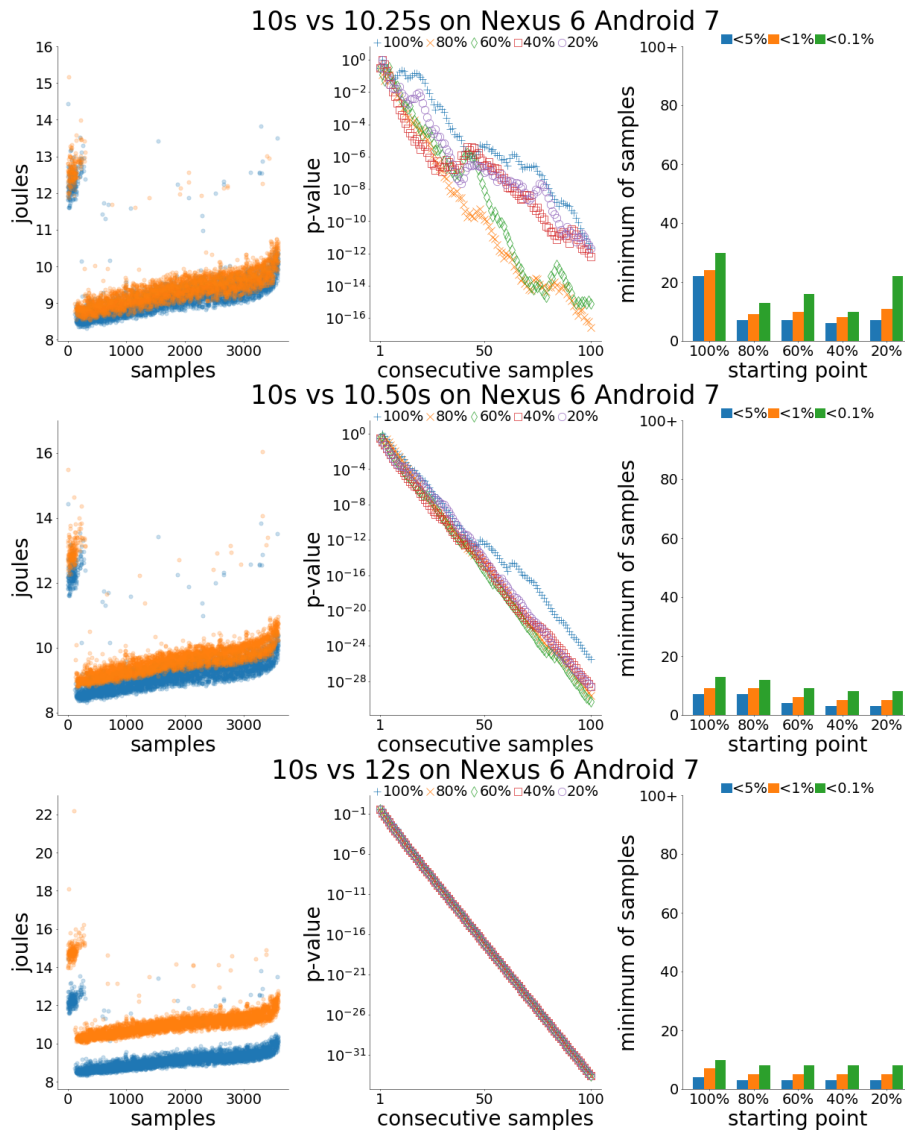 10s vs 10.25s on Nexus 6 Android 7
joules
16
15
14
13
12
11
10
9
8
0 1000 2000 3000
samples
+100% ×80% ◊60% □40% ○20%
p-value
10^0
10^-2
10^-4
10^-6
10^-8
10^-10
10^-12
10^-14
10^-16
1 50 100
consecutive samples
<5% <1% <0.1%
minimum of samples
100+
80
60
40
20
0
100% 80% 60% 40% 20%
starting point
10s vs 10.50s on Nexus 6 Android 7
joules
16
14
12
10
8
0 1000 2000 3000
samples
+100% ×80% ◊60% □40% ○20%
p-value
10^0
10^-4
10^-8
10^-12
10^-16
10^-20
10^-24
10^-28
1 50 100
consecutive samples
<5% <1% <0.1%
minimum of samples
100+
80
60
40
20
0
100% 80% 60% 40% 20%
starting point
10s vs 12s on Nexus 6 Android 7
joules
22
20
18
16
14
12
10
8
0 1000 2000 3000
samples
+100% ×80% ◊60% □40% ○20%
p-value
10^-1
10^-6
10^-11
10^-16
10^-21
10^-26
10^-31
1 50 100
consecutive samples
<5% <1% <0.1%
minimum of samples
100+
80
60
40
20
0
100% 80% 60% 40% 20%
starting point